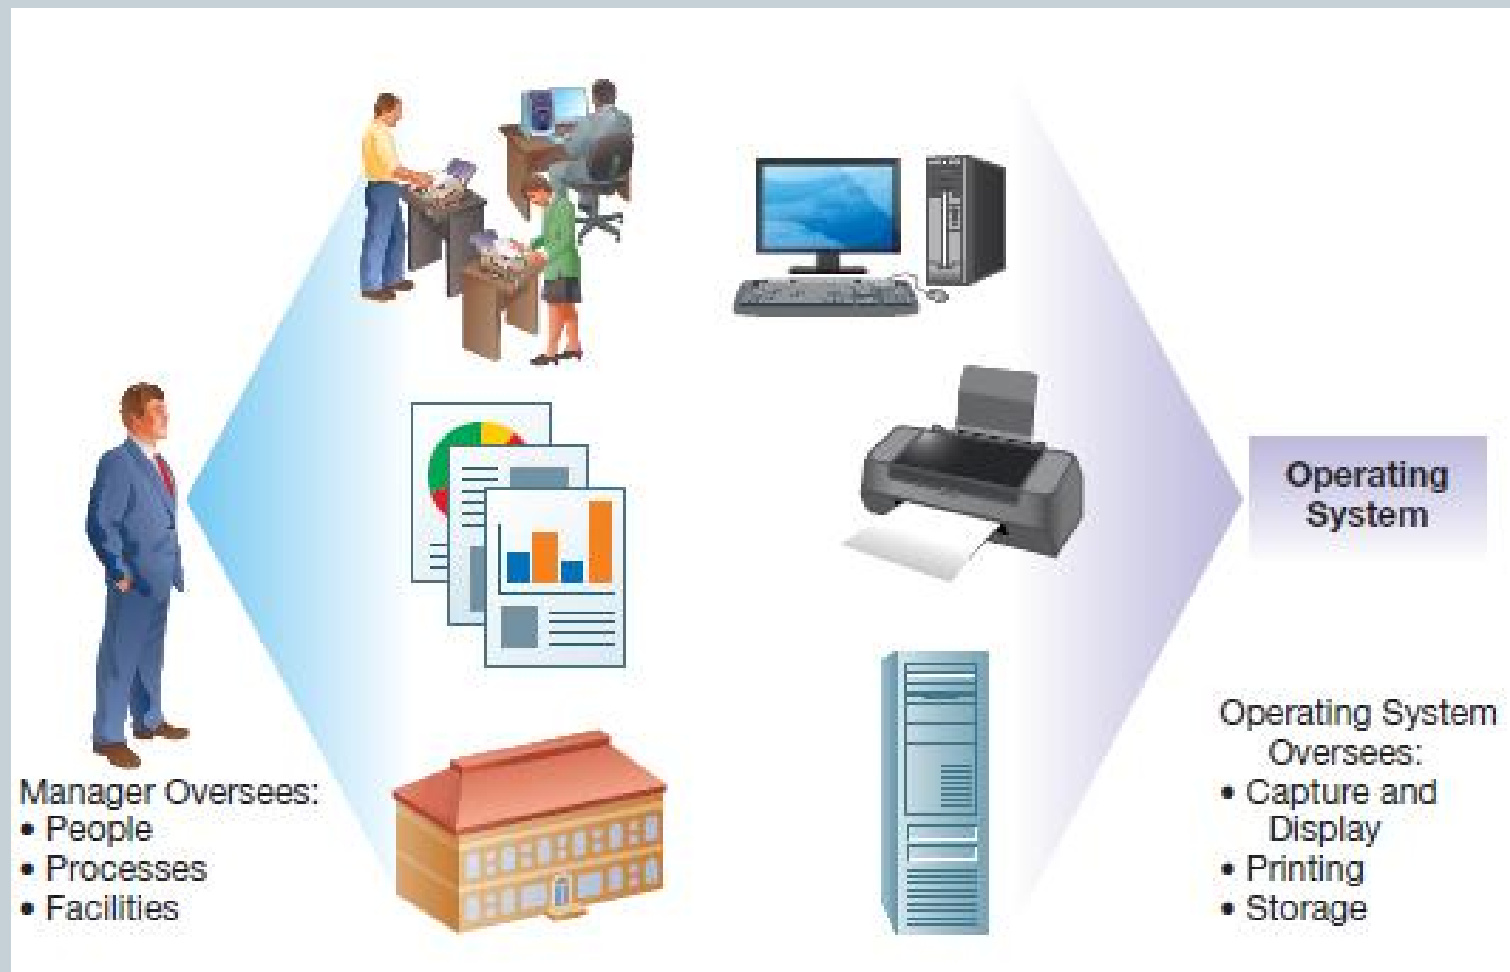 Operating
System
Manager Oversees:
• People
• Processes
• Facilities
Operating System
Oversees:
• Capture and
Display
• Printing
• Storage